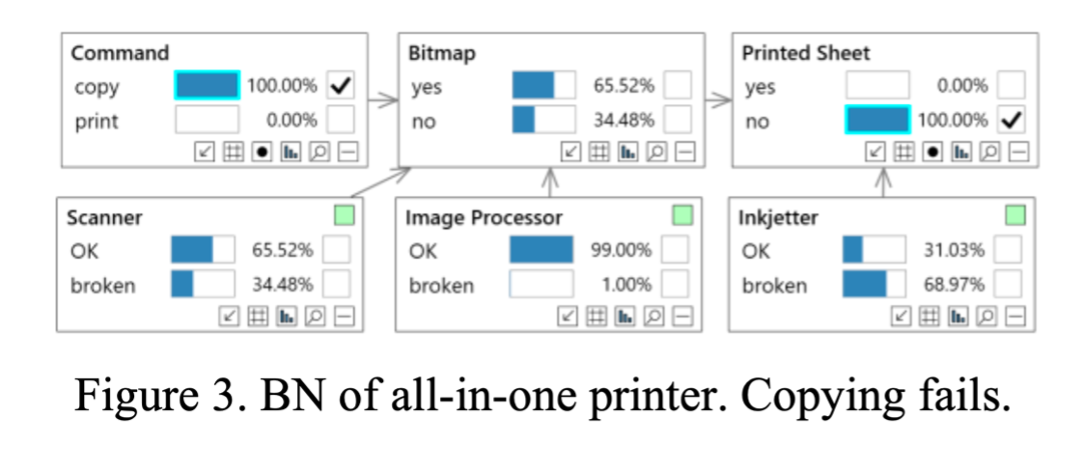 Command
copy 100.00%
print 0.00%
Bitmap
yes 65.52%
no 34.48%
Printed Sheet
yes 0.00%
no 100.00%
Scanner
OK 65.52%
broken 34.48%
Image Processor
OK 99.00%
broken 1.00%
Inkjetter
OK 31.03%
broken 68.97%
Figure 3. BN of all-in-one printer. Copying fails.